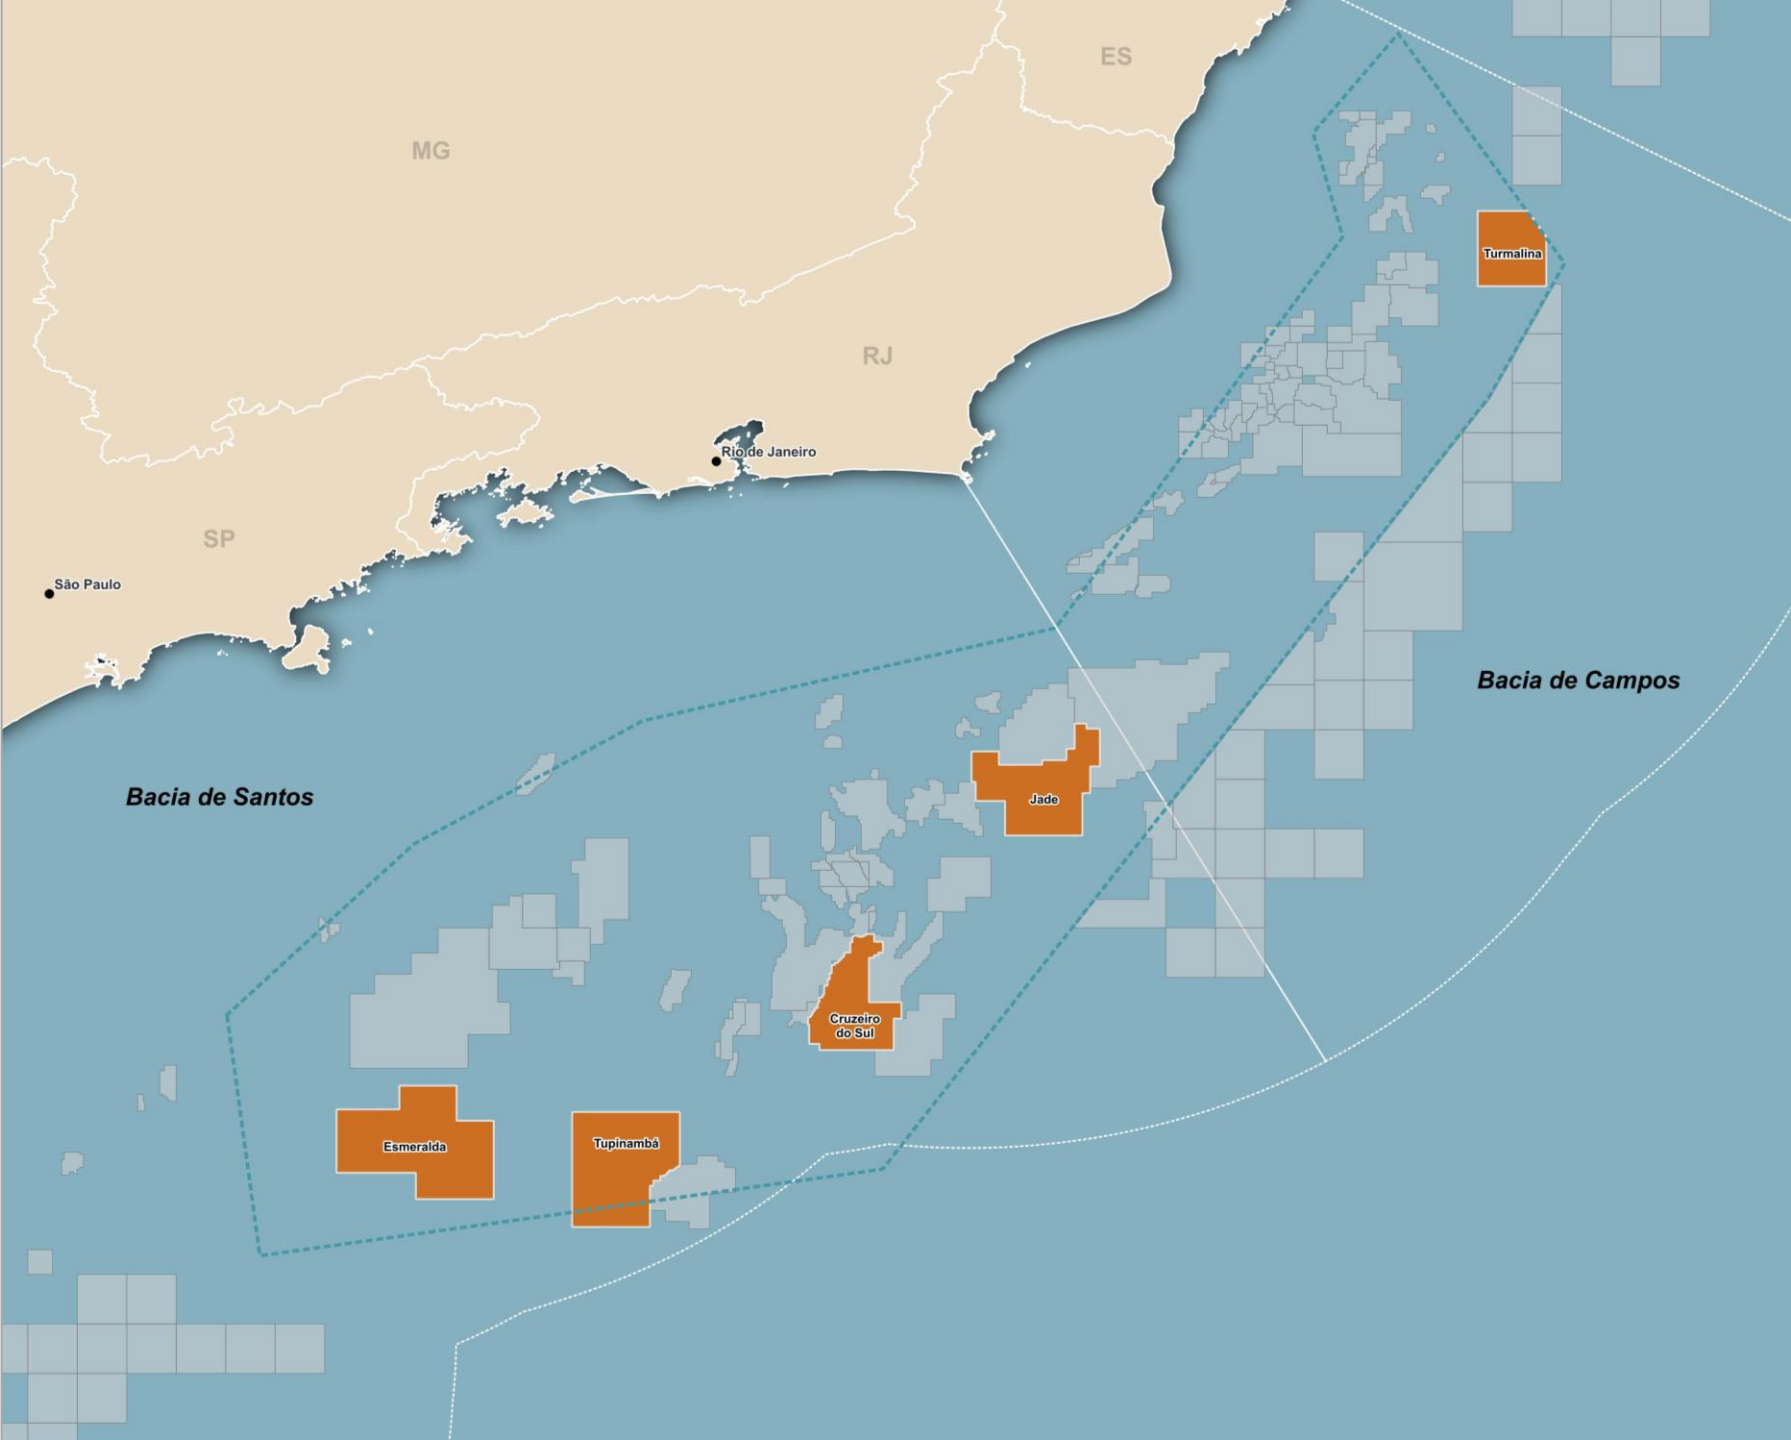 ES
MG
Turmalina
RJ
Rio de Janeiro
SP
São Paulo
Bacia de Campos
Bacia de Santos
Jade
Cruzeiro
do Sul
Esmeralda
Tupinambá